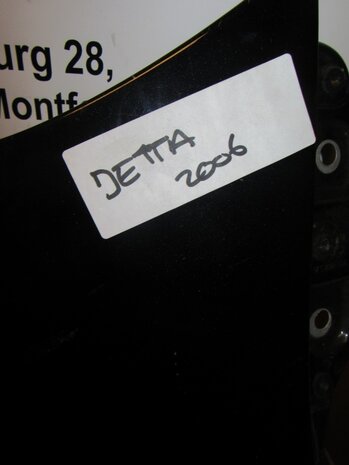 urg 28,
Montf
JETTA
2006